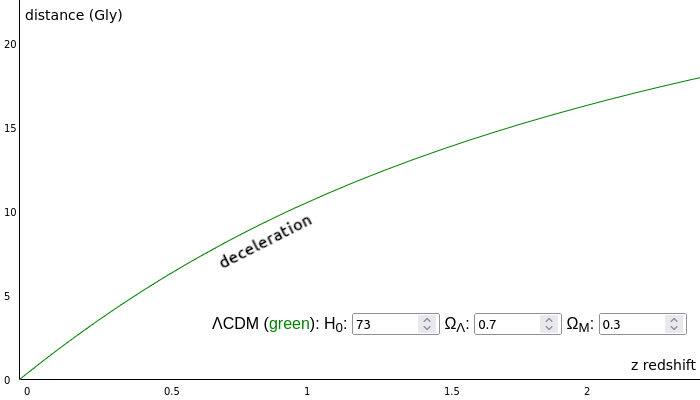 distance (Gly)
20
15
10
deceleration
5
ΛCDM (green): H0: 73 ΩΛ: 0.7 ΩM: 0.3
z redshift
0
0 0.5 1 1.5 2